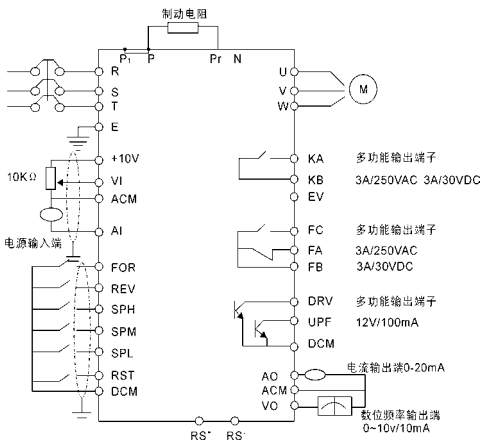 制动电阻
P1 P Pr N
R
S
T
E
+10V
VI
ACM
AI
10KΩ
电源输入端
FOR
REV
SPH
SPM
SPL
RST
DCM
U
V
W
M
KA 多功能输出端子
KB 3A/250VAC 3A/30VDC
EV
FC 多功能输出端子
FA 3A/250VAC
FB 3A/30VDC
DRV 多功能输出端子
UPF 12V/100mA
DCM
AO 电流输出端0-20mA
ACM
VO 数位频率输出端
0~10v/10mA
RS+ RS-